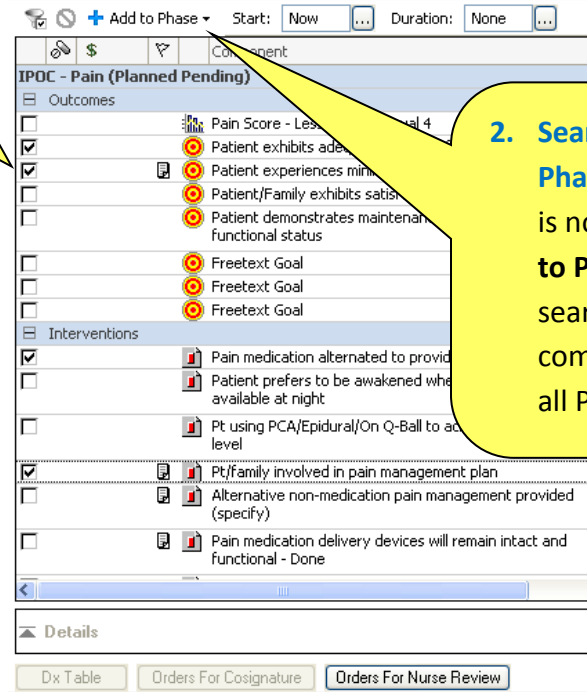 Add to Phase Start: Now ... Duration: None ...
$ Component
IPOC - Pain (Planned Pending)
Outcomes
Pain Score - Les ual 4
Patient exhibits ade
Patient experiences mini
Patient/Family exhibits satis
Patient demonstrates maintenan
functional status
Freetext Goal
Freetext Goal
Freetext Goal
Interventions
Pain medication alternated to provid
Patient prefers to be awakened whe
available at night
Pt using PCA/Epidural/On Q-Ball to ac
level
Pt/family involved in pain management plan
Alternative non-medication pain management provided
(specify)
Pain medication delivery devices will remain intact and
functional - Done
Details
Dx Table Orders For Cosignature Orders For Nurse Review
2. Sear
Pha
is no
to P
sear
com
all P